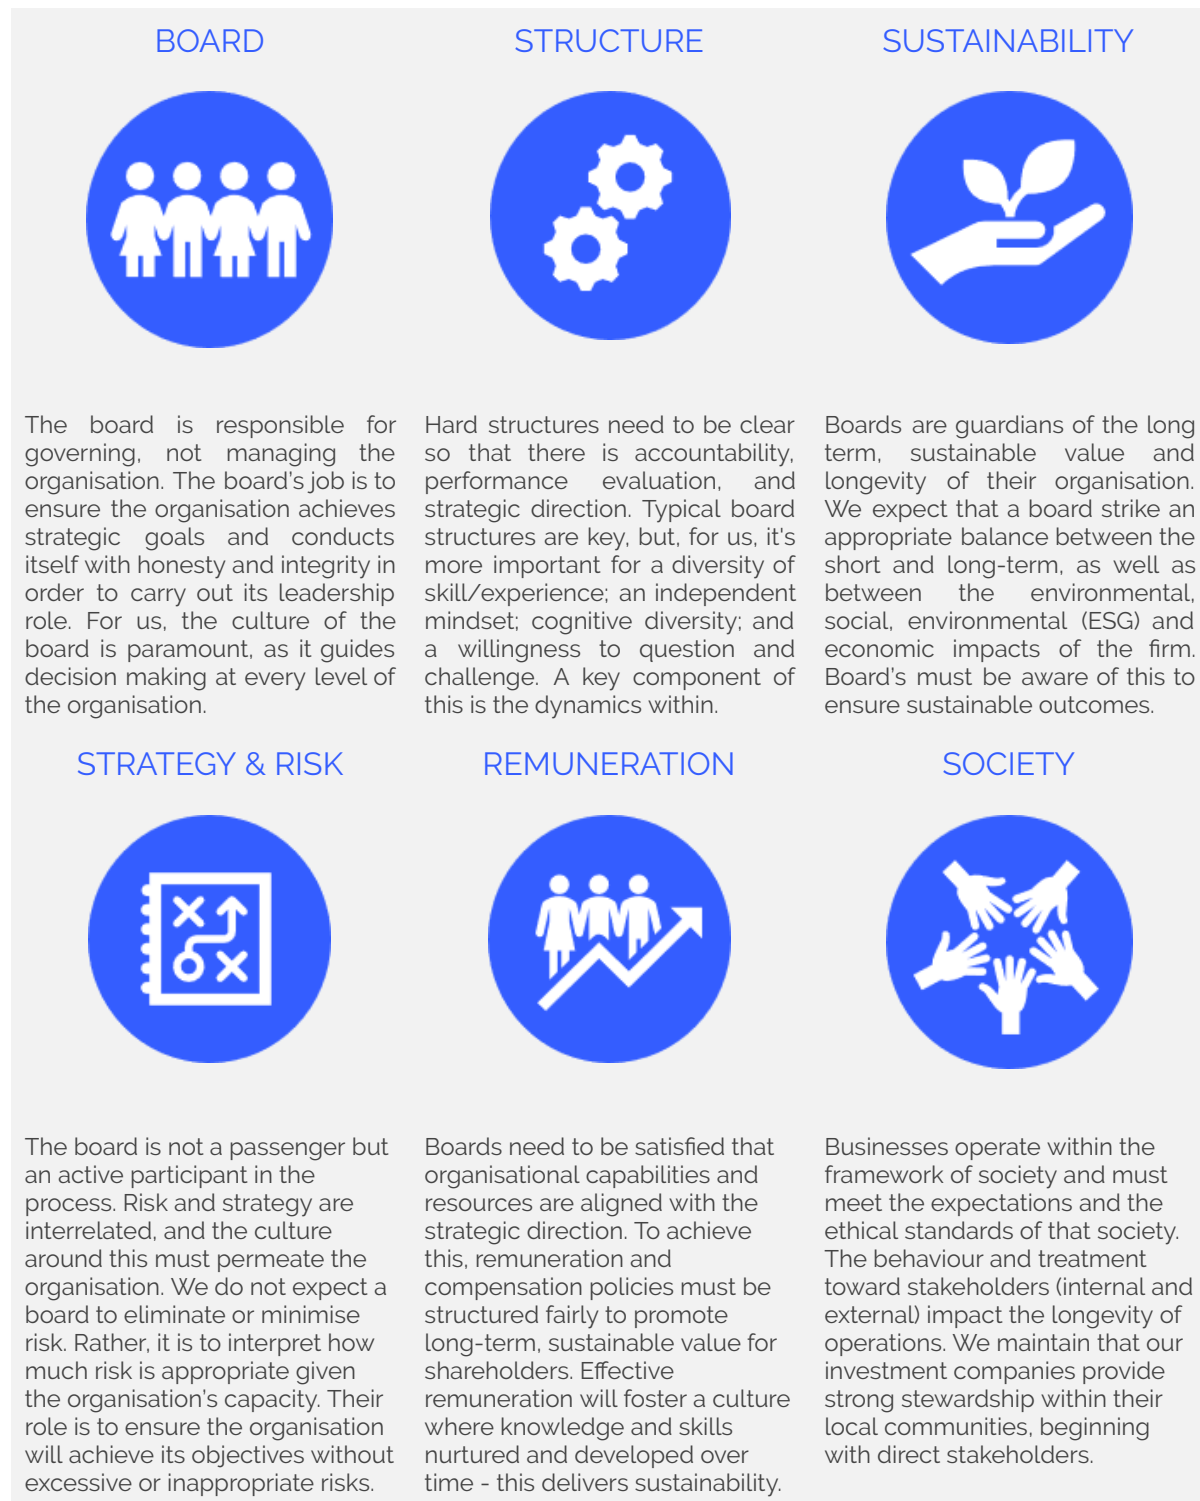 BOARD
The board is responsible for
governing, not managing the
organisation. The board's job is to
ensure the organisation achieves
strategic goals and conducts
itself with honesty and integrity in
order to carry out its leadership
role. For us, the culture of the
board is paramount, as it guides
decision making at every level of
the organisation.
STRUCTURE
Hard structures need to be clear
so that there is accountability,
performance evaluation, and
strategic direction. Typical board
structures are key, but, for us, it's
more important for a diversity of
skill/experience; an independent
mindset; cognitive diversity; and
a willingness to question and
challenge. A key component of
this is the dynamics within.
SUSTAINABILITY
Boards are guardians of the long
term, sustainable value and
longevity of their organisation.
We expect that a board strike an
appropriate balance between the
short and long-term, as well as
between the environmental,
social, environmental (ESG) and
economic impacts of the firm.
Board's must be aware of this to
ensure sustainable outcomes.
STRATEGY & RISK
The board is not a passenger but
an active participant in the
process. Risk and strategy are
interrelated, and the culture
around this must permeate the
organisation. We do not expect a
board to eliminate or minimise
risk. Rather, it is to interpret how
much risk is appropriate given
the organisation's capacity. Their
role is to ensure the organisation
will achieve its objectives without
excessive or inappropriate risks.
REMUNERATION
Boards need to be satisfied that
organisational capabilities and
resources are aligned with the
strategic direction. To achieve
this, remuneration and
compensation policies must be
structured fairly to promote
long-term, sustainable value for
shareholders. Effective
remuneration will foster a culture
where knowledge and skills
nurtured and developed over
time - this delivers sustainability.
SOCIETY
Businesses operate within the
framework of society and must
meet the expectations and the
ethical standards of that society.
The behaviour and treatment
toward stakeholders (internal and
external) impact the longevity of
operations. We maintain that our
investment companies provide
strong stewardship within their
local communities, beginning
with direct stakeholders.